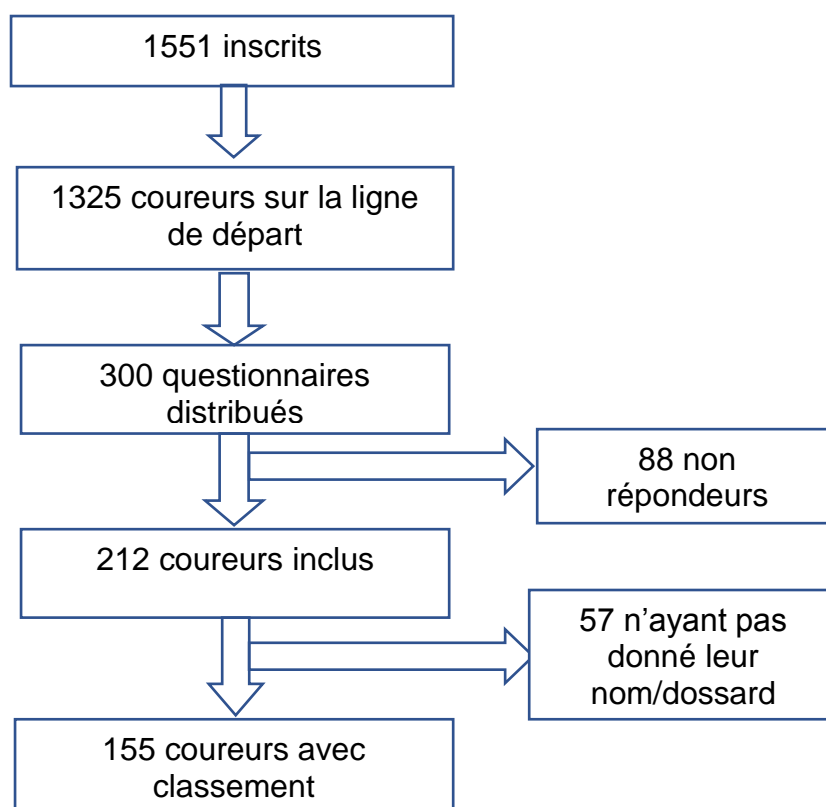 1551 inscrits
1325 coureurs sur la ligne
de départ
300 questionnaires
distribués
88 non
répondeurs
212 coureurs inclus
57 n'ayant pas
donné leur
nom/dossard
155 coureurs avec
classement